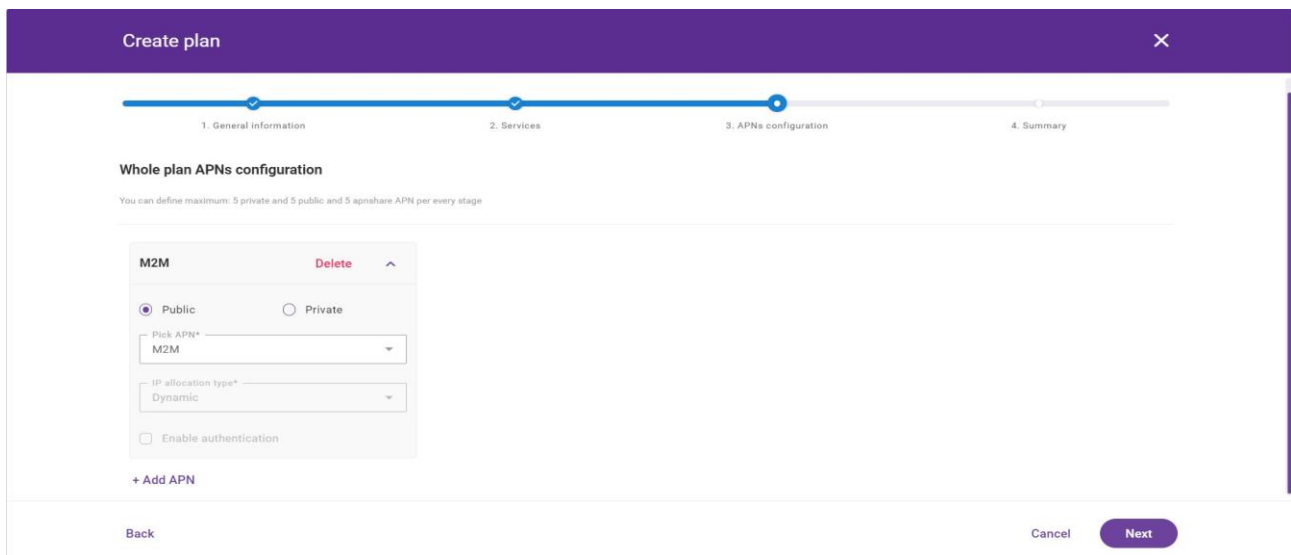 Create plan
1. General information
2. Services
3. APNs configuration
4. Summary
Whole plan APNs configuration
You can define maximum: 5 private and 5 public and 5 apnshare APN per every stage
M2M Delete
Public Private
Pick APN*
M2M
IP allocation type*
Dynamic
Enable authentication
+ Add APN
Back Cancel Next